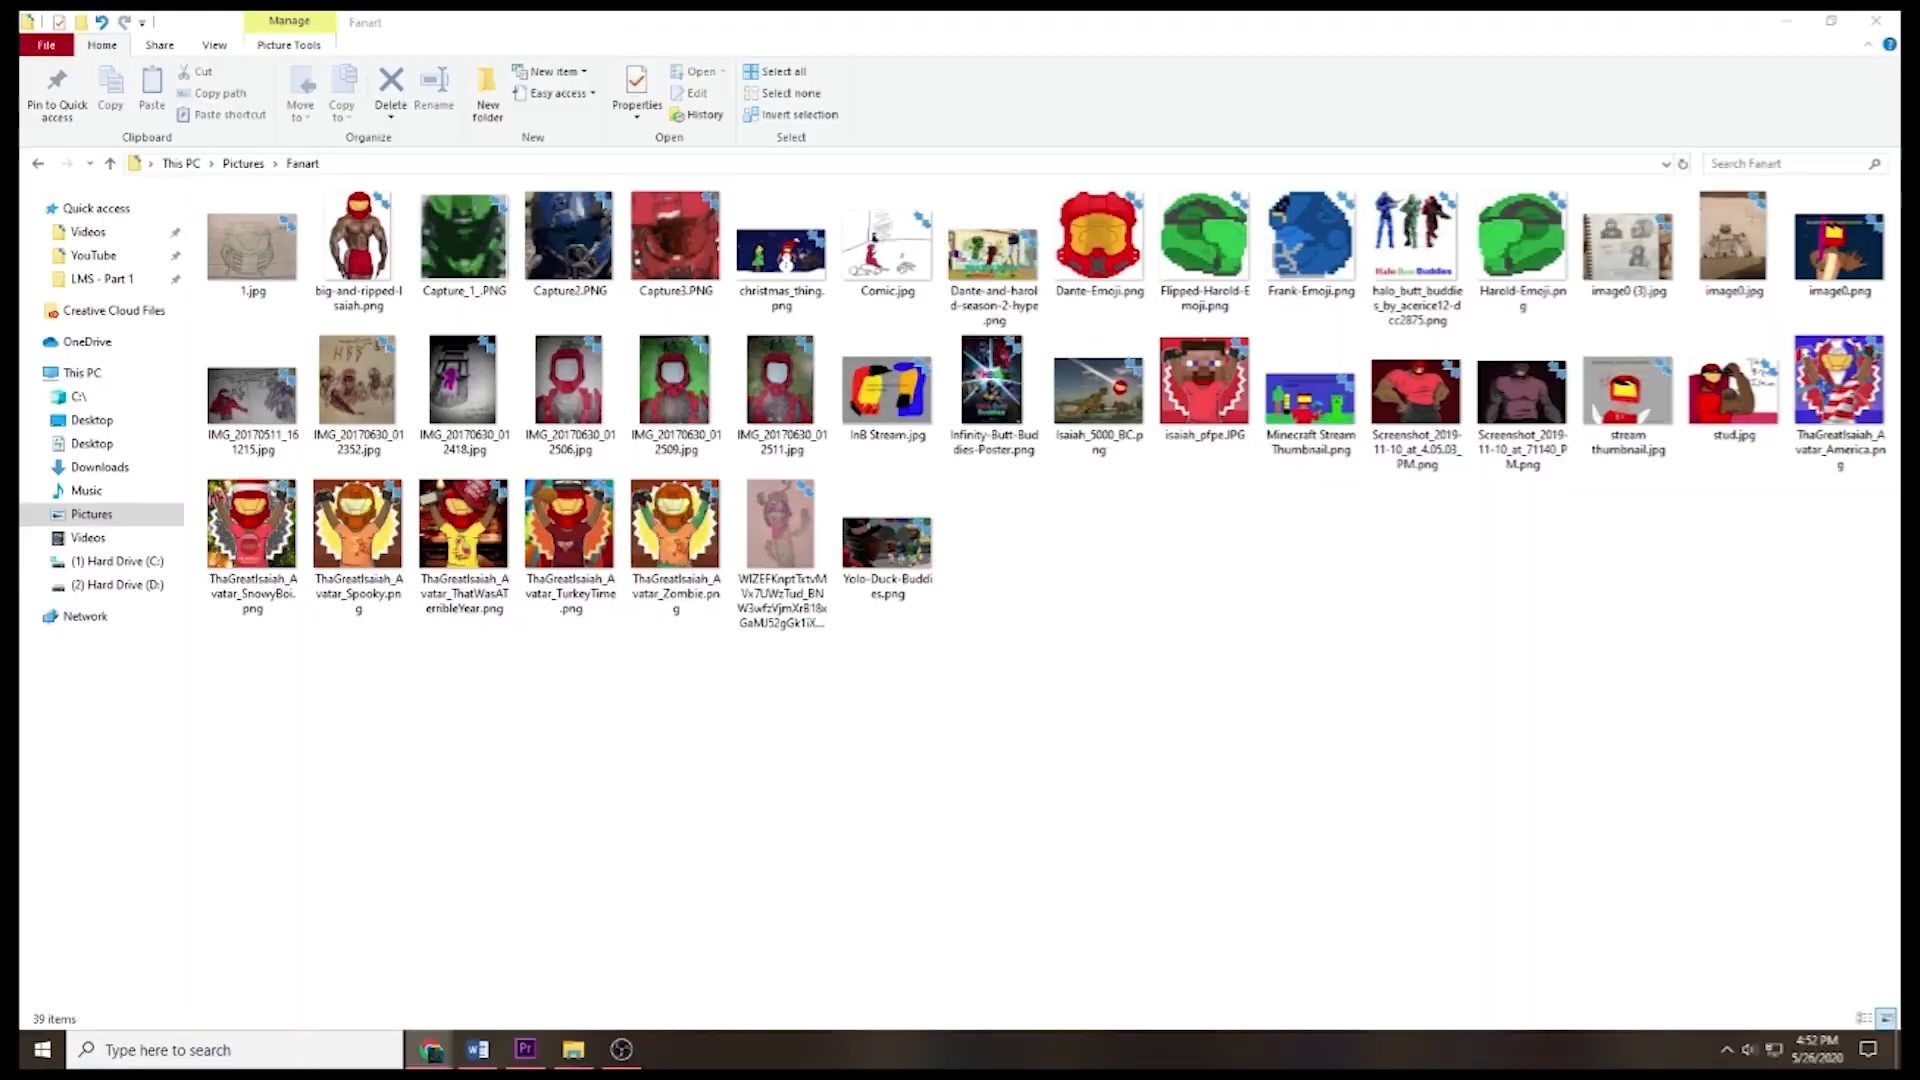 Manage
Fanart
File
Home
Share
View
Picture Tools
Pin to Quick
access
Copy
Paste
Cut
Copy path
Paste shortcut
Clipboard
Move
to
Copy
to
Delete
Rename
Organize
New
folder
New item
Easy access
New
Properties
Open
Edit
History
Open
Select all
Select none
Invert selection
Select
This PC > Pictures > Fanart
Search Fanart
Quick access
Videos
YouTube
LMS - Part 1
Creative Cloud Files
OneDrive
This PC
C:\
Desktop
Desktop
Downloads
Music
Pictures
Videos
(1) Hard Drive (C:)
(2) Hard Drive (D:)
Network
1.jpg
big-and-ripped-I
saiah.png
Capture_1_.PNG
Capture2.PNG
Capture3.PNG
christmas_thing.
png
Comic.jpg
Dante-and-harol
d-season-2-hype
.png
Dante-Emoji.png
Flipped-Harold-E
moji.png
Frank-Emoji.png
Halo Butt Buddies
halo_butt_buddie
s_by_acerice12-d
cc2875.png
Harold-Emoji.pn
g
image0 (3).jpg
image0.jpg
image0.png
IMG_20170511_16
1215.jpg
IMG_20170630_01
2352.jpg
IMG_20170630_01
2418.jpg
IMG_20170630_01
2506.jpg
IMG_20170630_01
2509.jpg
IMG_20170630_01
2511.jpg
InB Stream.jpg
Infinity-Butt-Bud
dies-Poster.png
Isaiah_5000_BC.p
ng
isaiah_pfpe.JPG
Minecraft Stream
Thumbnail.png
Screenshot_2019-
11-10_at_4.05.03_
PM.png
Screenshot_2019-
11-10_at_71140_P
M.png
stream
thumbnail.jpg
stud.jpg
ThaGreatIsaiah_A
vatar_America.pn
g
ThaGreatIsaiah_A
vatar_SnowyBoi.
png
ThaGreatIsaiah_A
vatar_Spooky.pn
g
ThaGreatIsaiah_A
vatar_ThatWasAT
erribleYear.png
ThaGreatIsaiah_A
vatar_TurkeyTime
.png
ThaGreatIsaiah_A
vatar_Zombie.pn
g
Yolo-Duck-Buddi
es.png
39 items
Type here to search
Pr
4:52 PM
5/26/2020